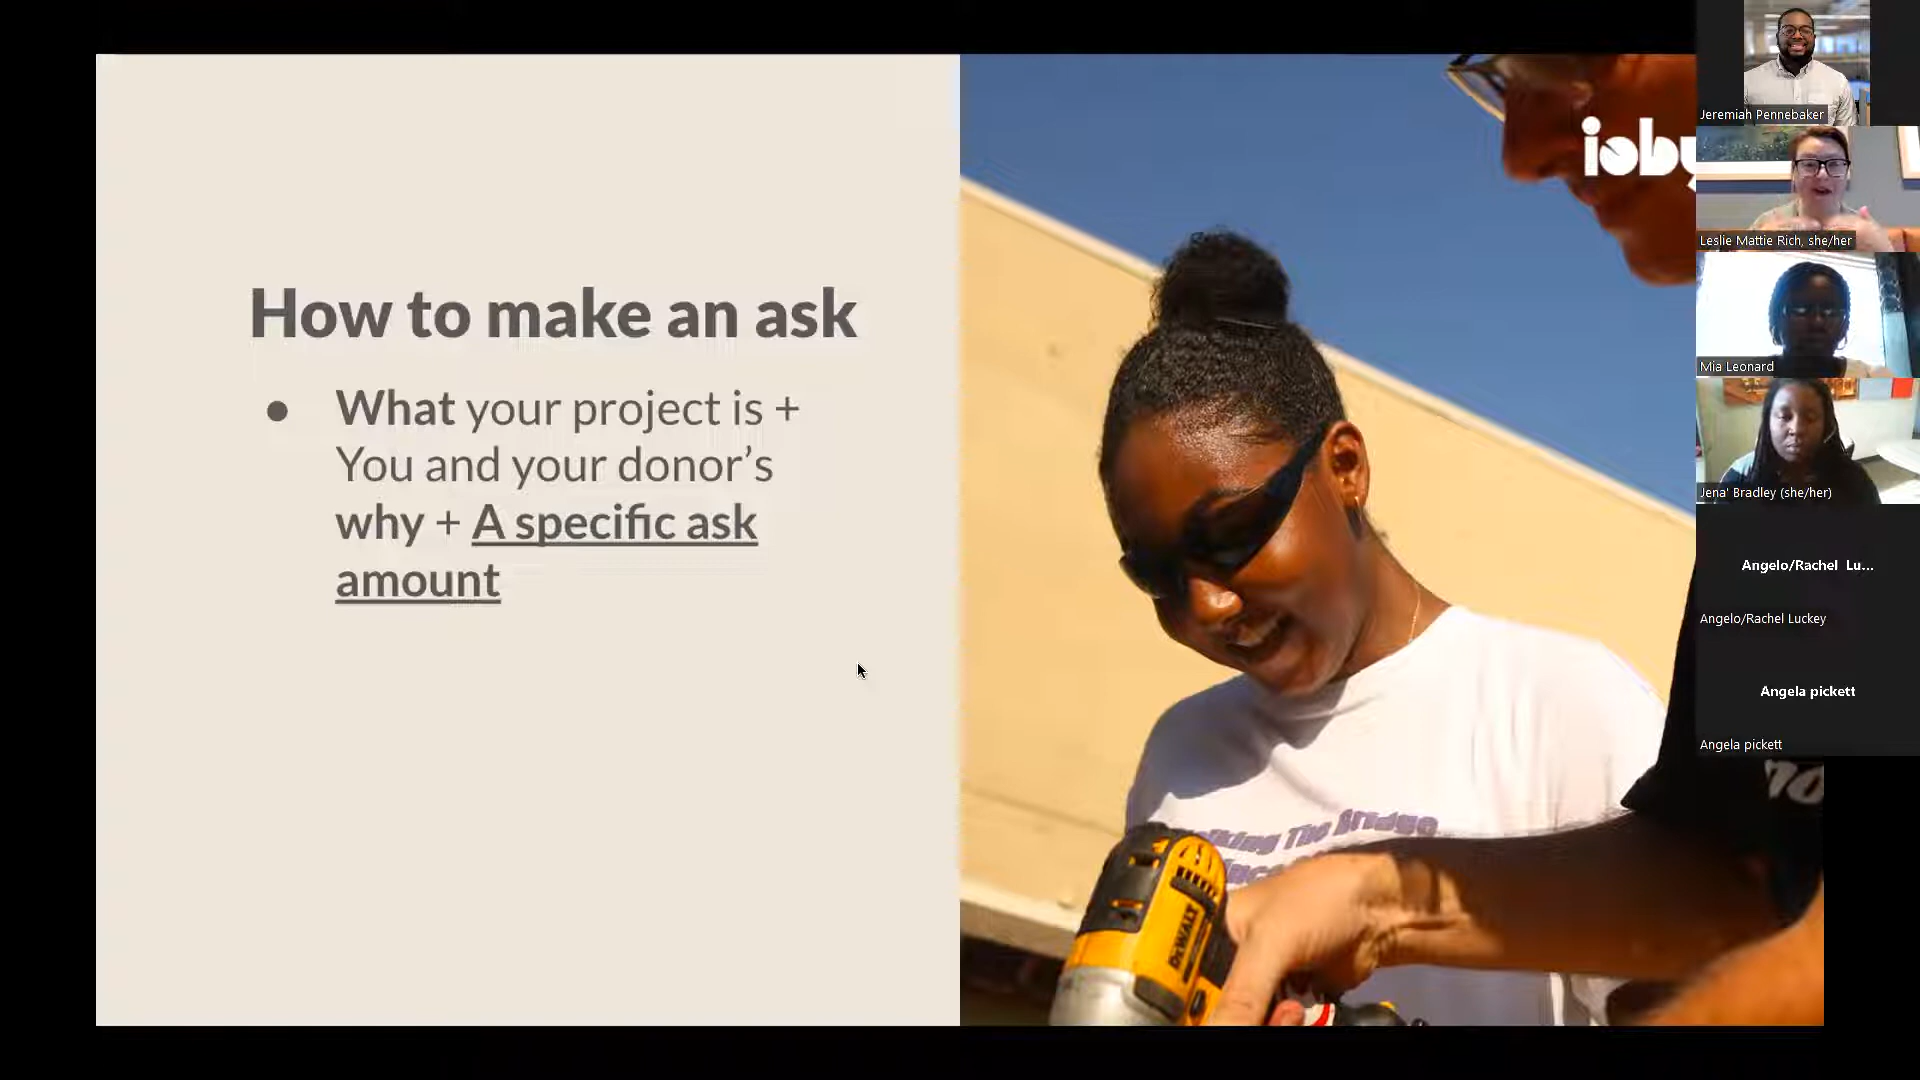 How to make an ask
● What your project is +
You and your donor’s
why + A specific ask
amount
ioby
The Bridge
DEWALT
Jeremiah Pennebaker
Leslie Mattie Rich, she/her
Mia Leonard
Jena' Bradley (she/her)
Angelo/Rachel Lu...
Angelo/Rachel Luckey
Angela pickett
Angela pickett